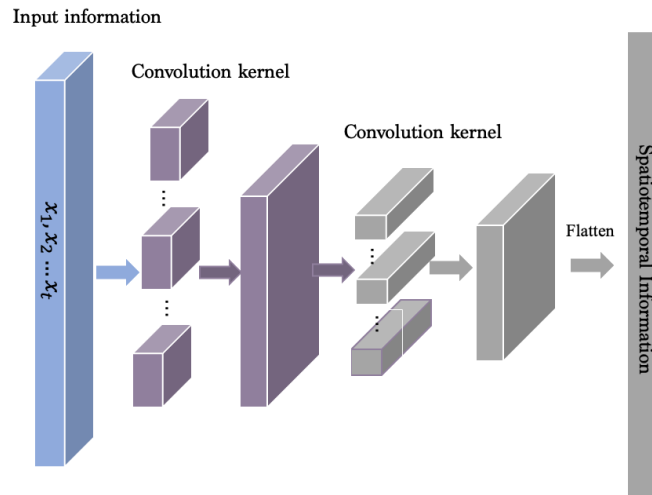 Input information
Convolution kernel
Convolution kernel
x₁, x₂ ... xₜ
...
...
...
...
Flatten
Spatiotemporal Information